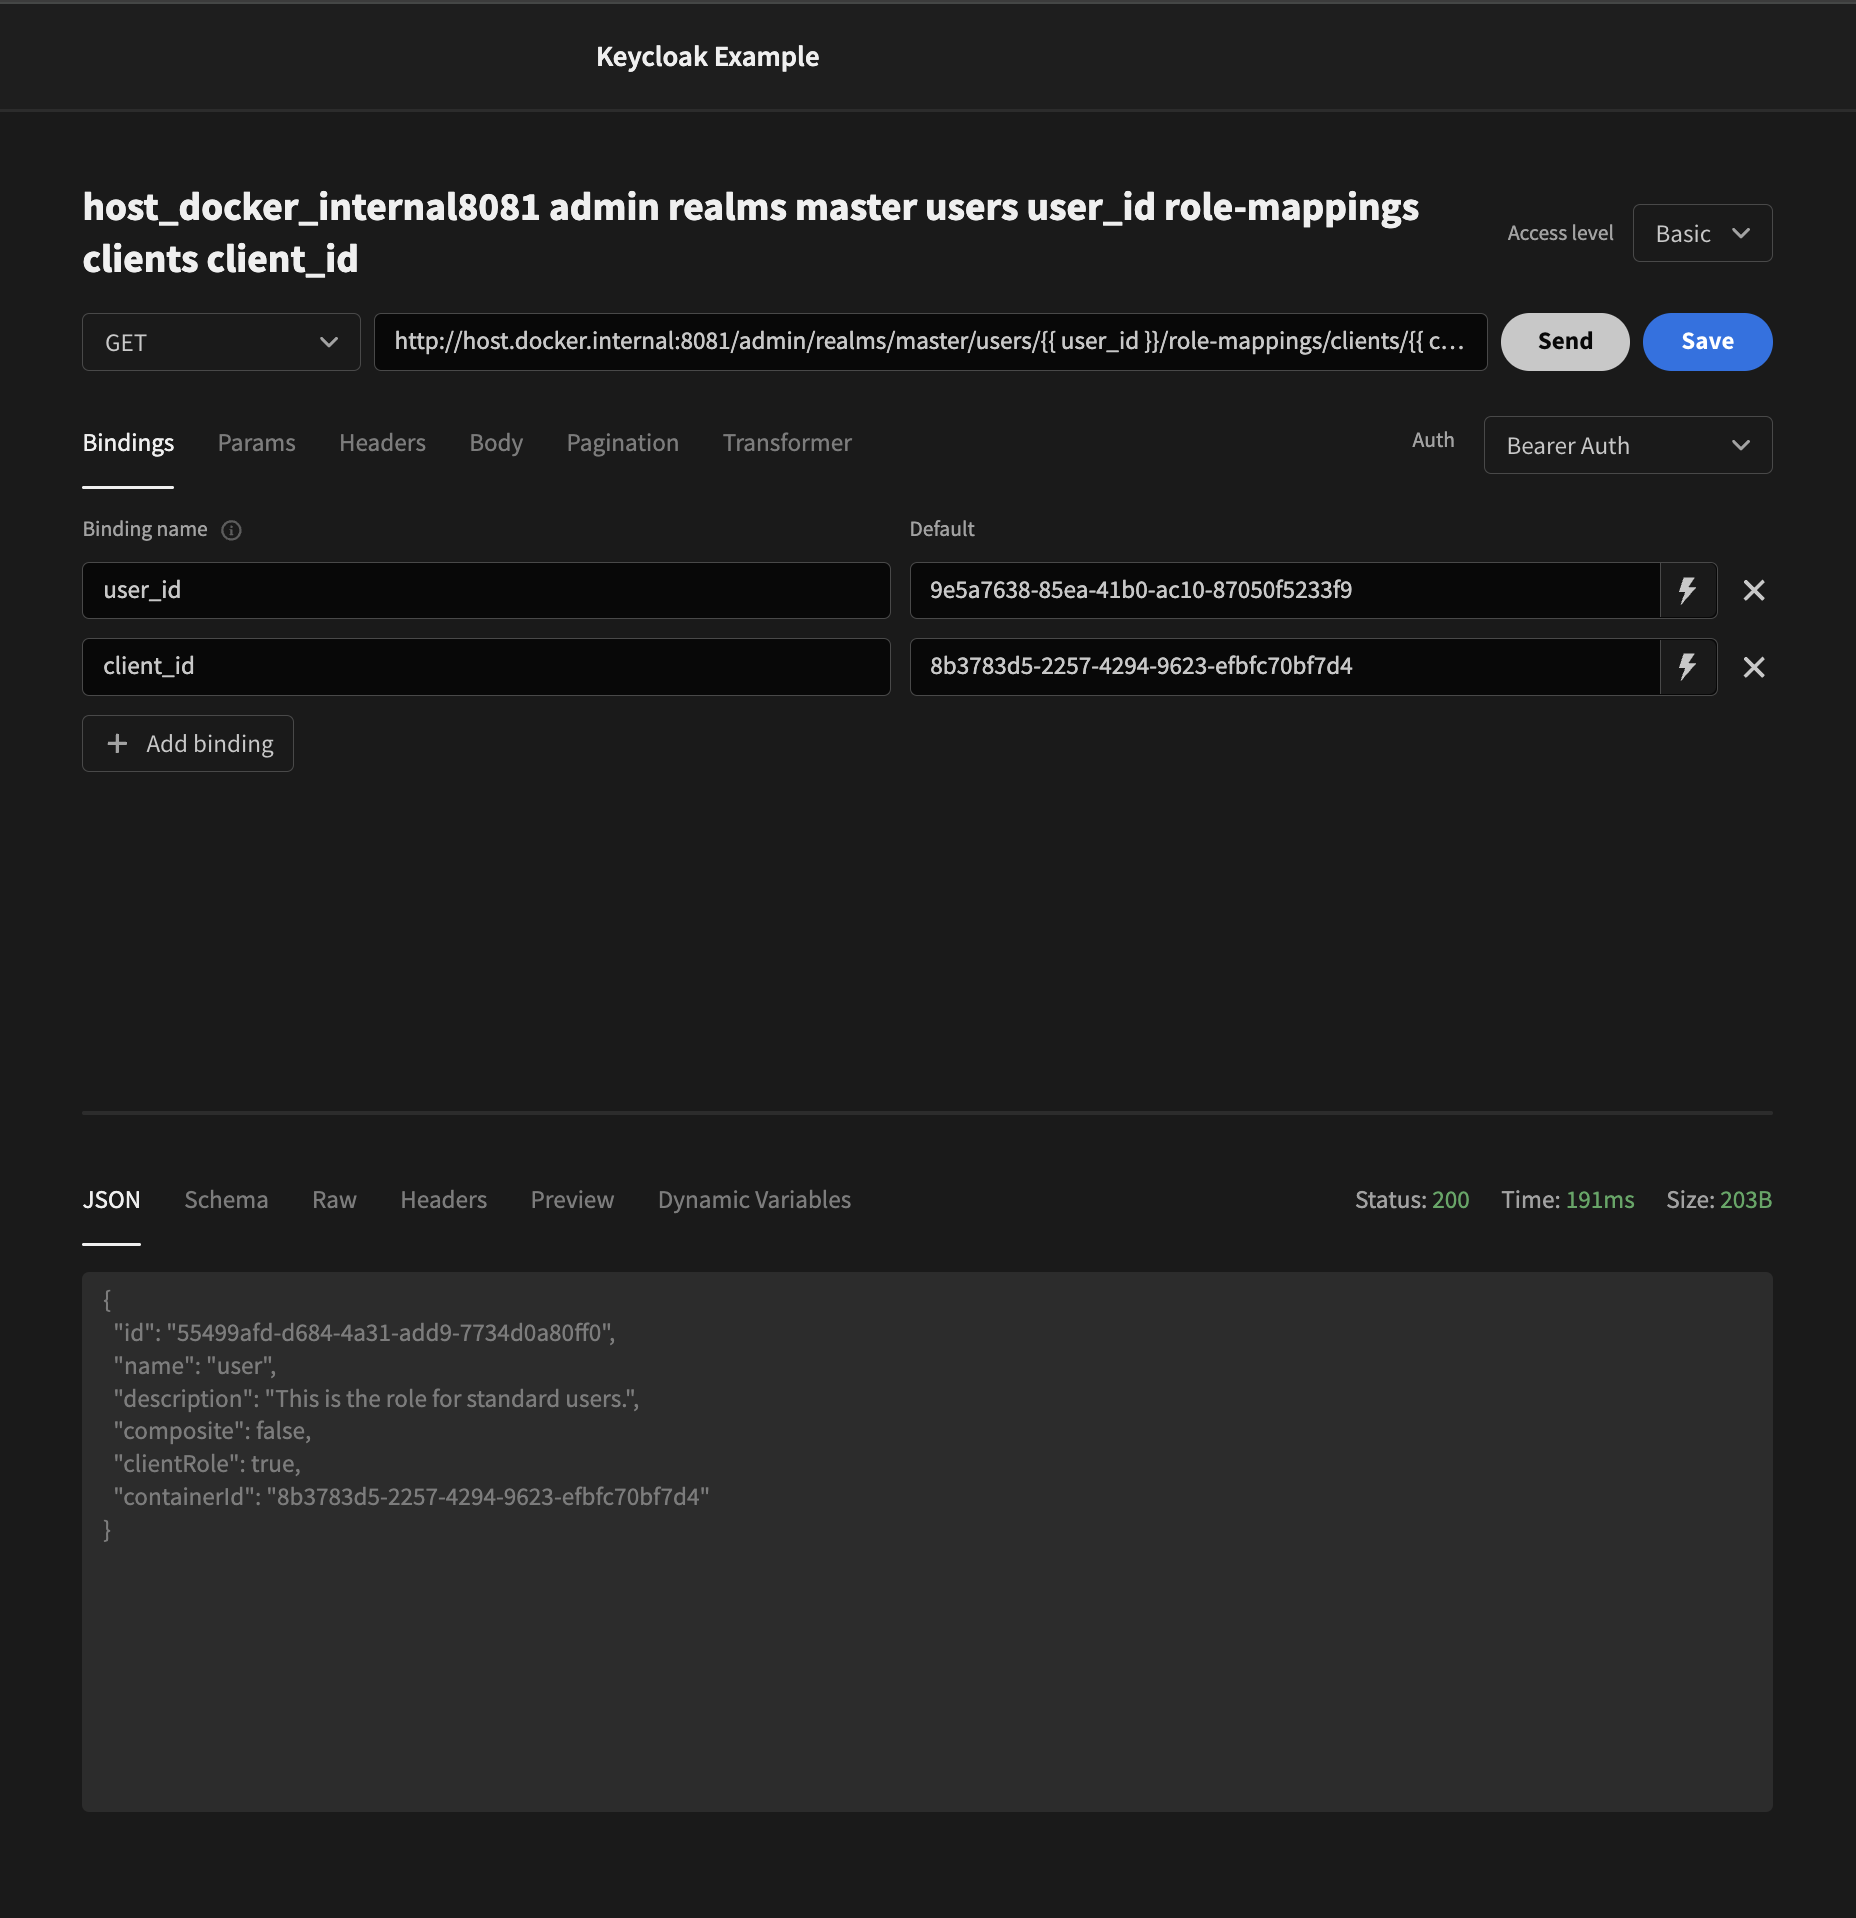 Keycloak Example
host_docker_internal8081 admin realms master users user_id role-mappings
clients client_id
Access level
Basic
GET
http://host.docker.internal:8081/admin/realms/master/users/{{ user_id }}/role-mappings/clients/{{ c...
Send
Save
Bindings Params Headers Body Pagination Transformer
Auth
Bearer Auth
Binding name
Default
user_id
9e5a7638-85ea-41b0-ac10-87050f5233f9
client_id
8b3783d5-2257-4294-9623-efbfc70bf7d4
Add binding
JSON Schema Raw Headers Preview Dynamic Variables
Status: 200 Time: 191ms Size: 203B
{
"id": "55499afd-d684-4a31-add9-7734d0a80ff0",
"name": "user",
"description": "This is the role for standard users.",
"composite": false,
"clientRole": true,
"containerId": "8b3783d5-2257-4294-9623-efbfc70bf7d4"
}